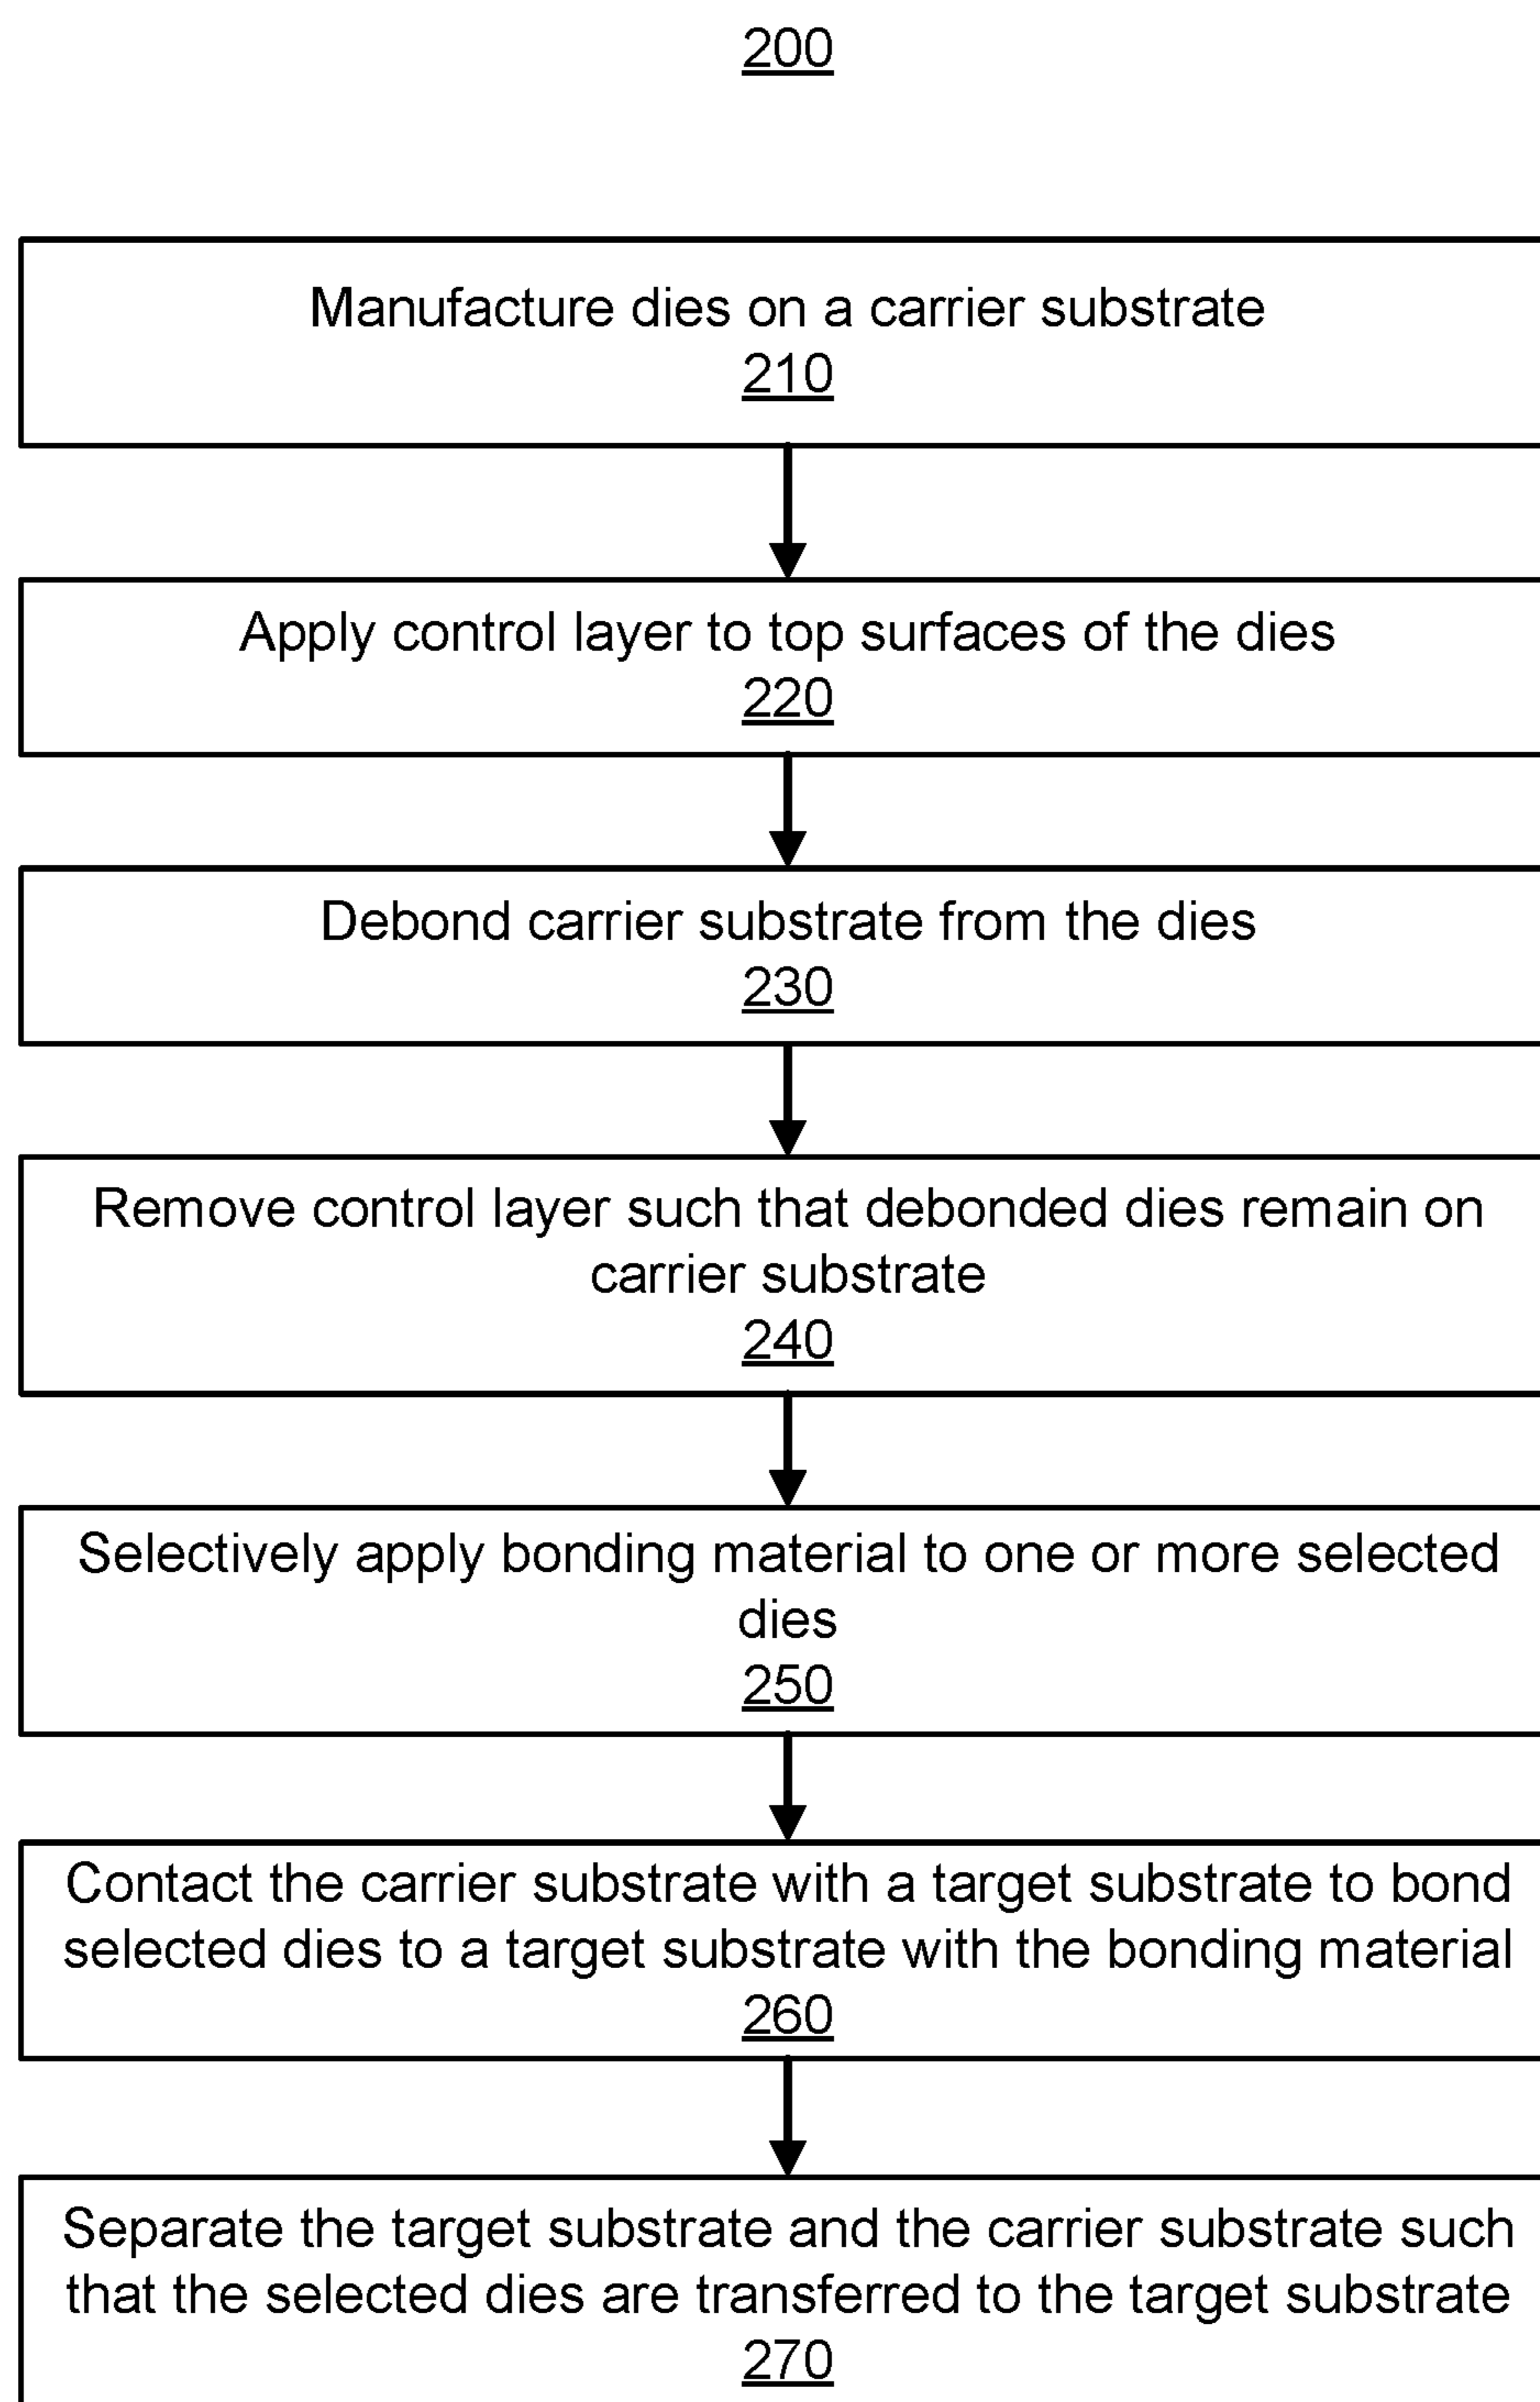 200
Manufacture dies on a carrier substrate
210
Apply control layer to top surfaces of the dies
220
Debond carrier substrate from the dies
230
Remove control layer such that debonded dies remain on
carrier substrate
240
Selectively apply bonding material to one or more selected
dies
250
Contact the carrier substrate with a target substrate to bond
selected dies to a target substrate with the bonding material
260
Separate the target substrate and the carrier substrate such
that the selected dies are transferred to the target substrate
270